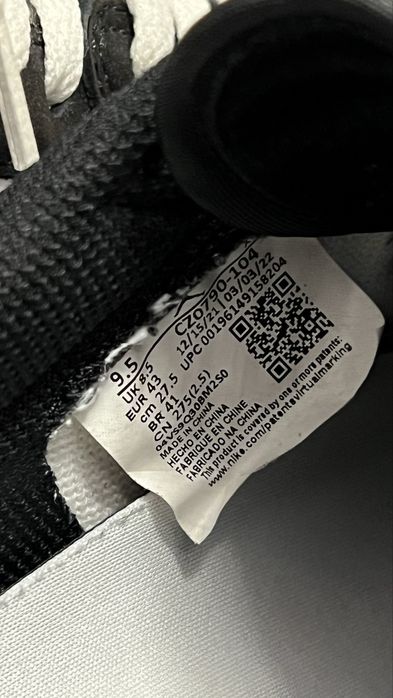 9.5
UK 8.5
EUR 43
cm 27.5
BR 41
CN 275(2.5)
CZ0790-104
12/15/21 03/03/22
UPC 00196149158204
MADE IN CHINA
HECHO EN CHINA
FABRIQUE EN CHINE
FABRICADO NA CHINA
This product is covered by one or more patents:
www.nike.com/patentsvirtualmarking